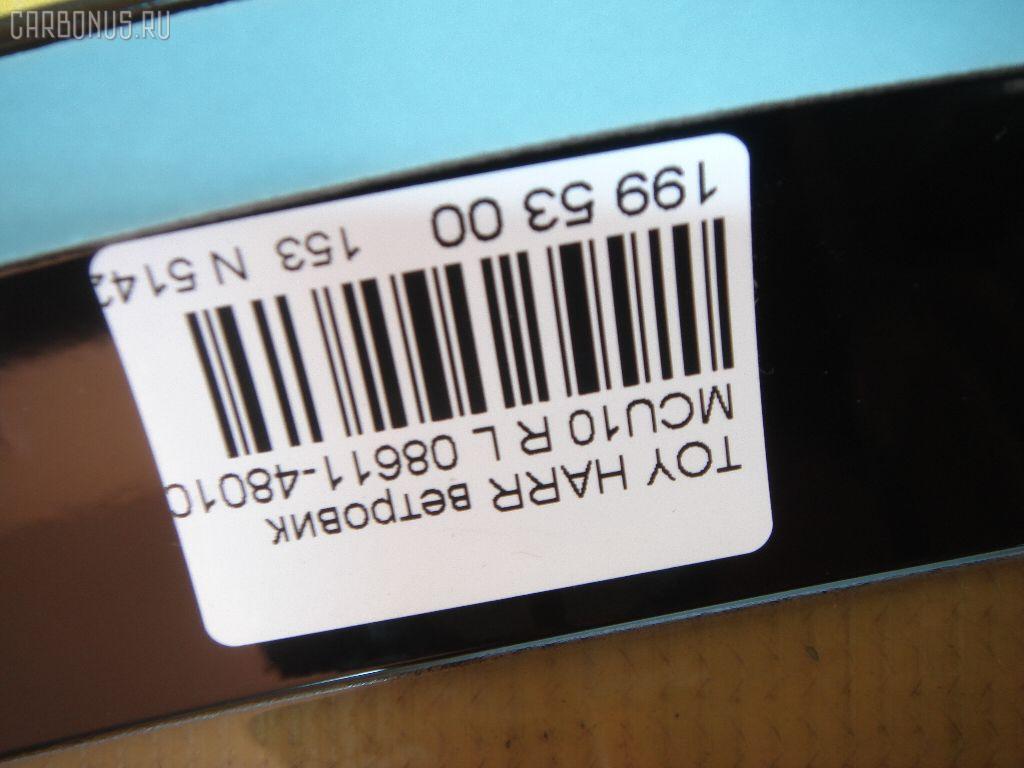 CARBONUS.RU
TOY HARR ветровик
MCU10 R L 08611-48010
199 53 00 153 N 5142